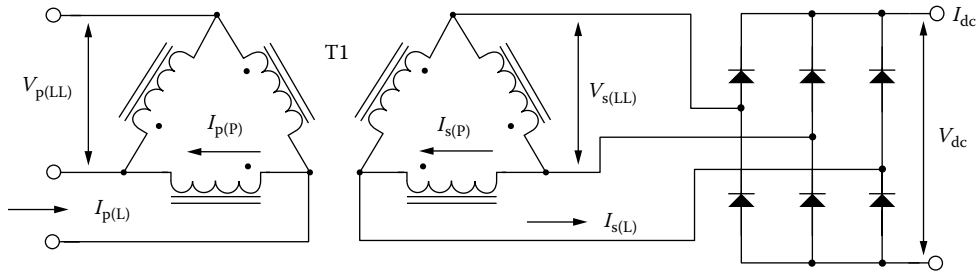 I_dc
T1
V_p(LL)
V_s(LL)
I_p(P)
I_s(P)
V_dc
I_p(L)
I_s(L)